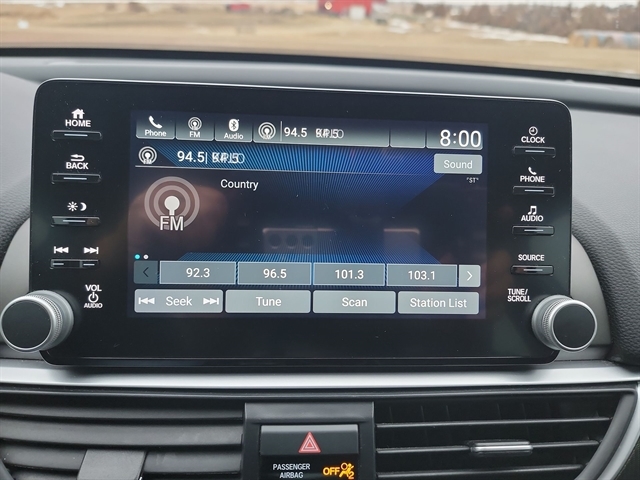 HOME
BACK
VOL
AUDIO
Phone
FM
Audio
94.5
8:00
94.5|
Sound
Country
"ST"
FM
92.3
96.5
101.3
103.1
Seek
Tune
Scan
Station List
CLOCK
PHONE
AUDIO
SOURCE
TUNE/
SCROLL
PASSENGER
AIRBAG
OFF
2